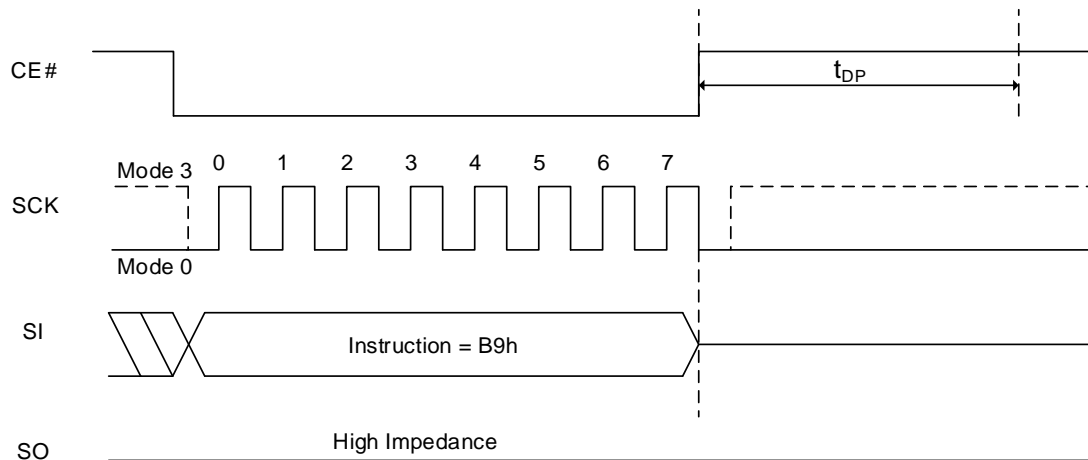 CE#
tDP
Mode 3
0 1 2 3 4 5 6 7
SCK
Mode 0
SI
Instruction = B9h
High Impedance
SO